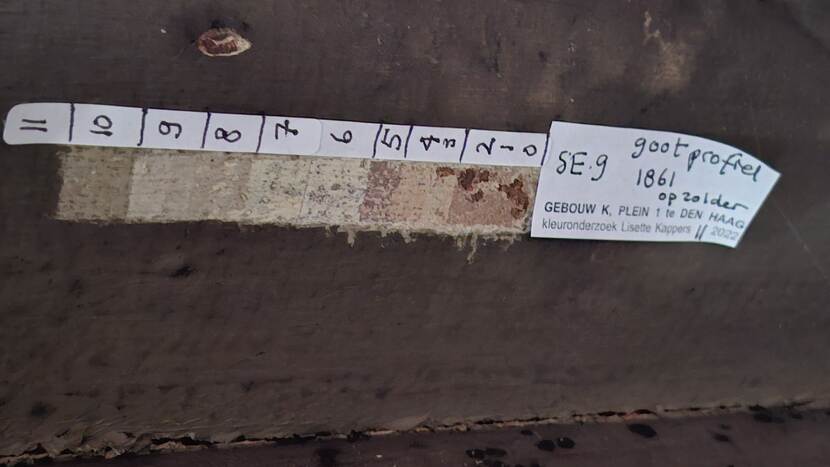 11 10 9 8 7 6 5 4 3 2 1 0
SE.9 gootprofiel
1861
op zolder
GEBOUW K, PLEIN 1 te DEN HAAG
kleuronderzoek Lisette Kappers 11 2022